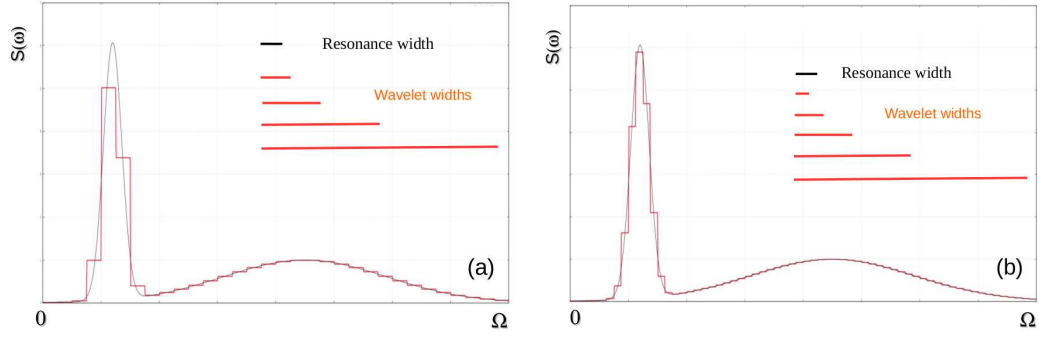 S(ω)
Resonance width
Wavelet widths
(a)
0
Ω
S(ω)
Resonance width
Wavelet widths
(b)
0
Ω